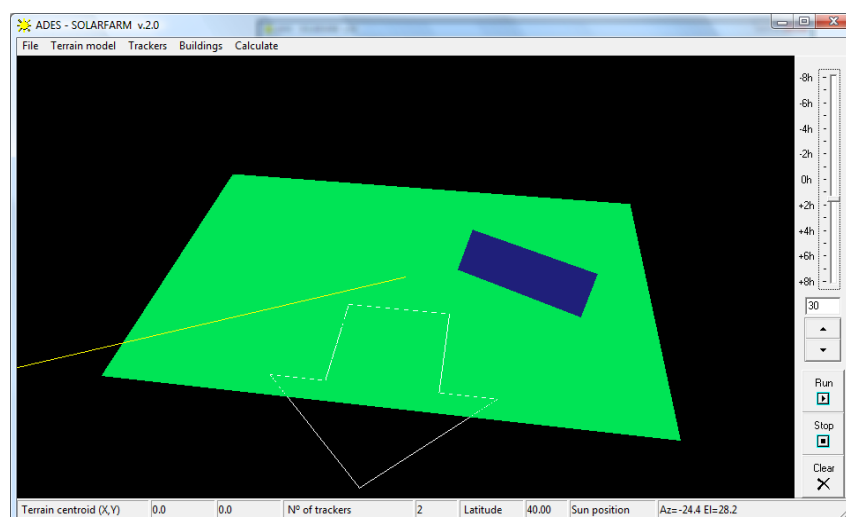 ADES - SOLARFARM v.2.0
File Terrain model Trackers Buildings Calculate
-8h
-6h
-4h
-2h
0h
+2h
+4h
+6h
+8h
30
Run
Stop
Clear
Terrain centroid (X,Y) 0.0 0.0 Nº of trackers 2 Latitude 40.00 Sun position Az=-24.4 El=28.2